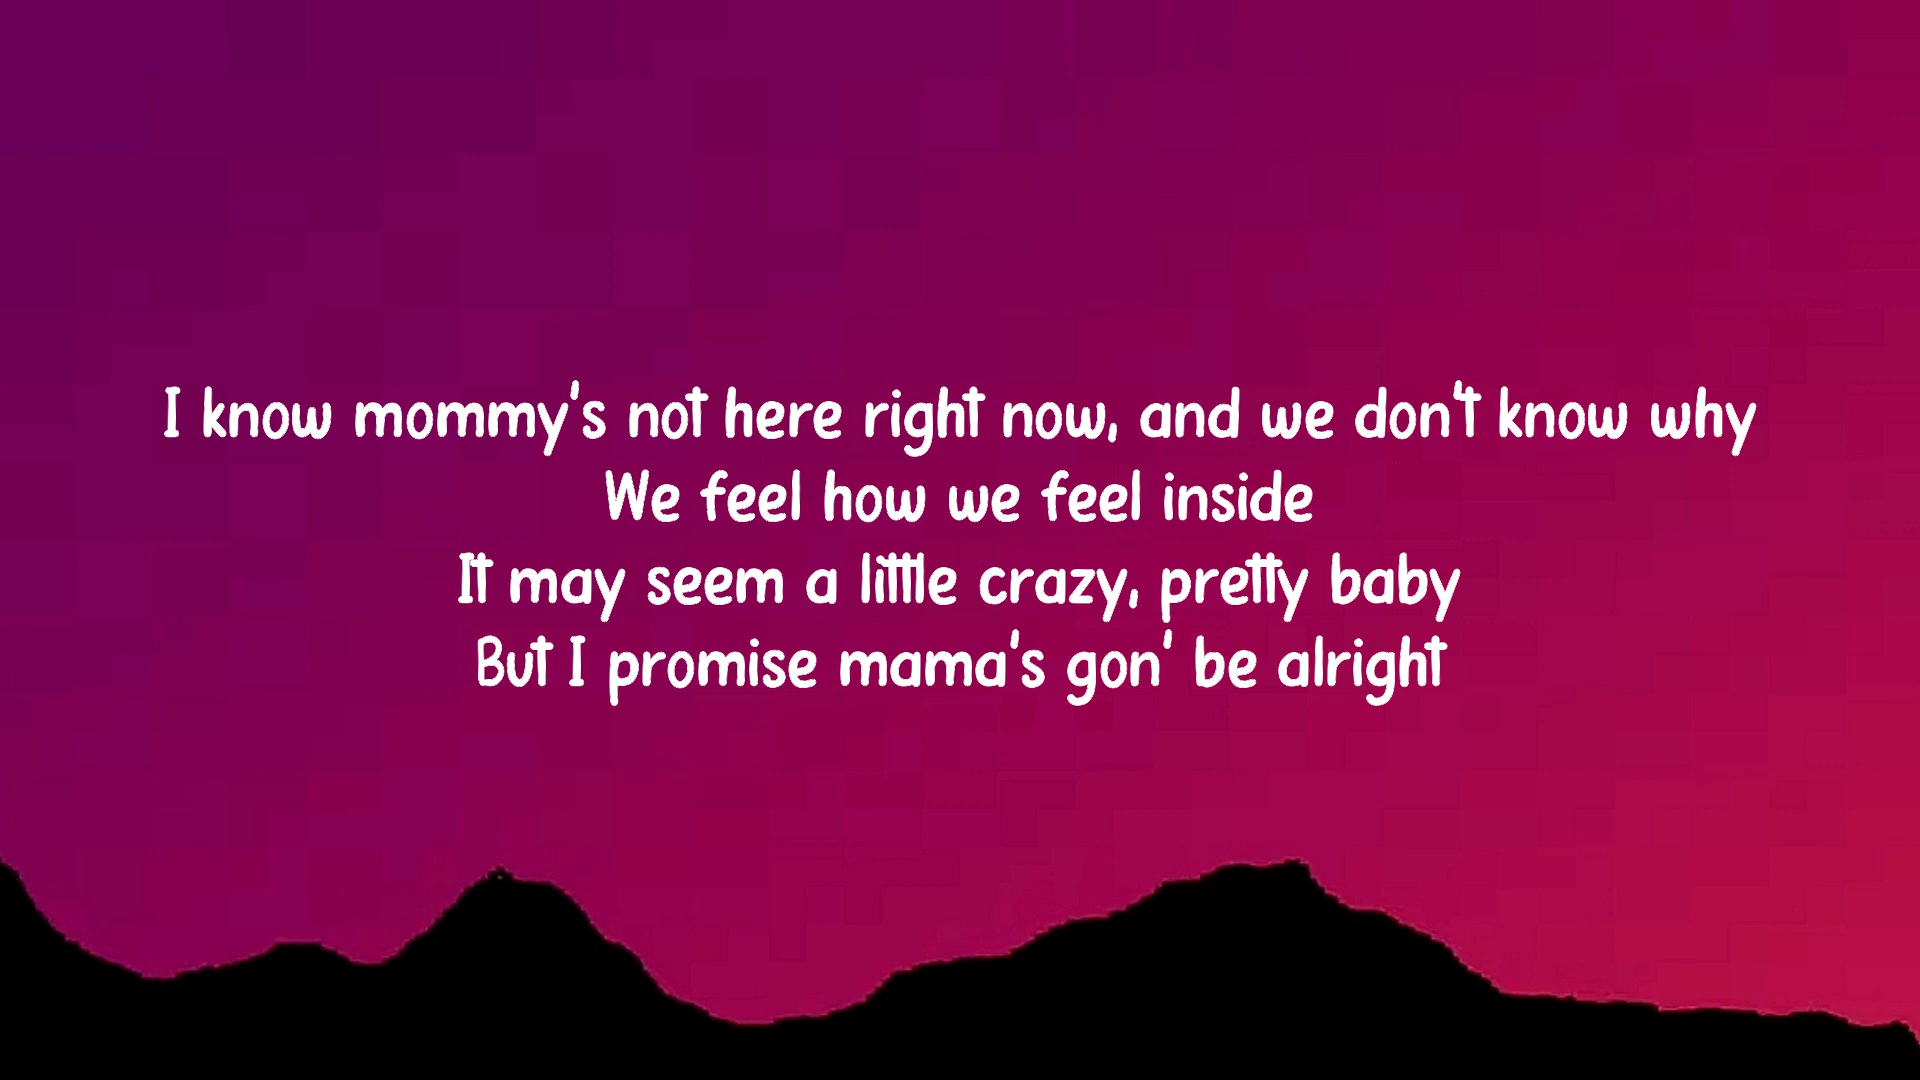 I know mommy's not here right now, and we don't know why
We feel how we feel inside
It may seem a little crazy, pretty baby
But I promise mama's gon' be alright